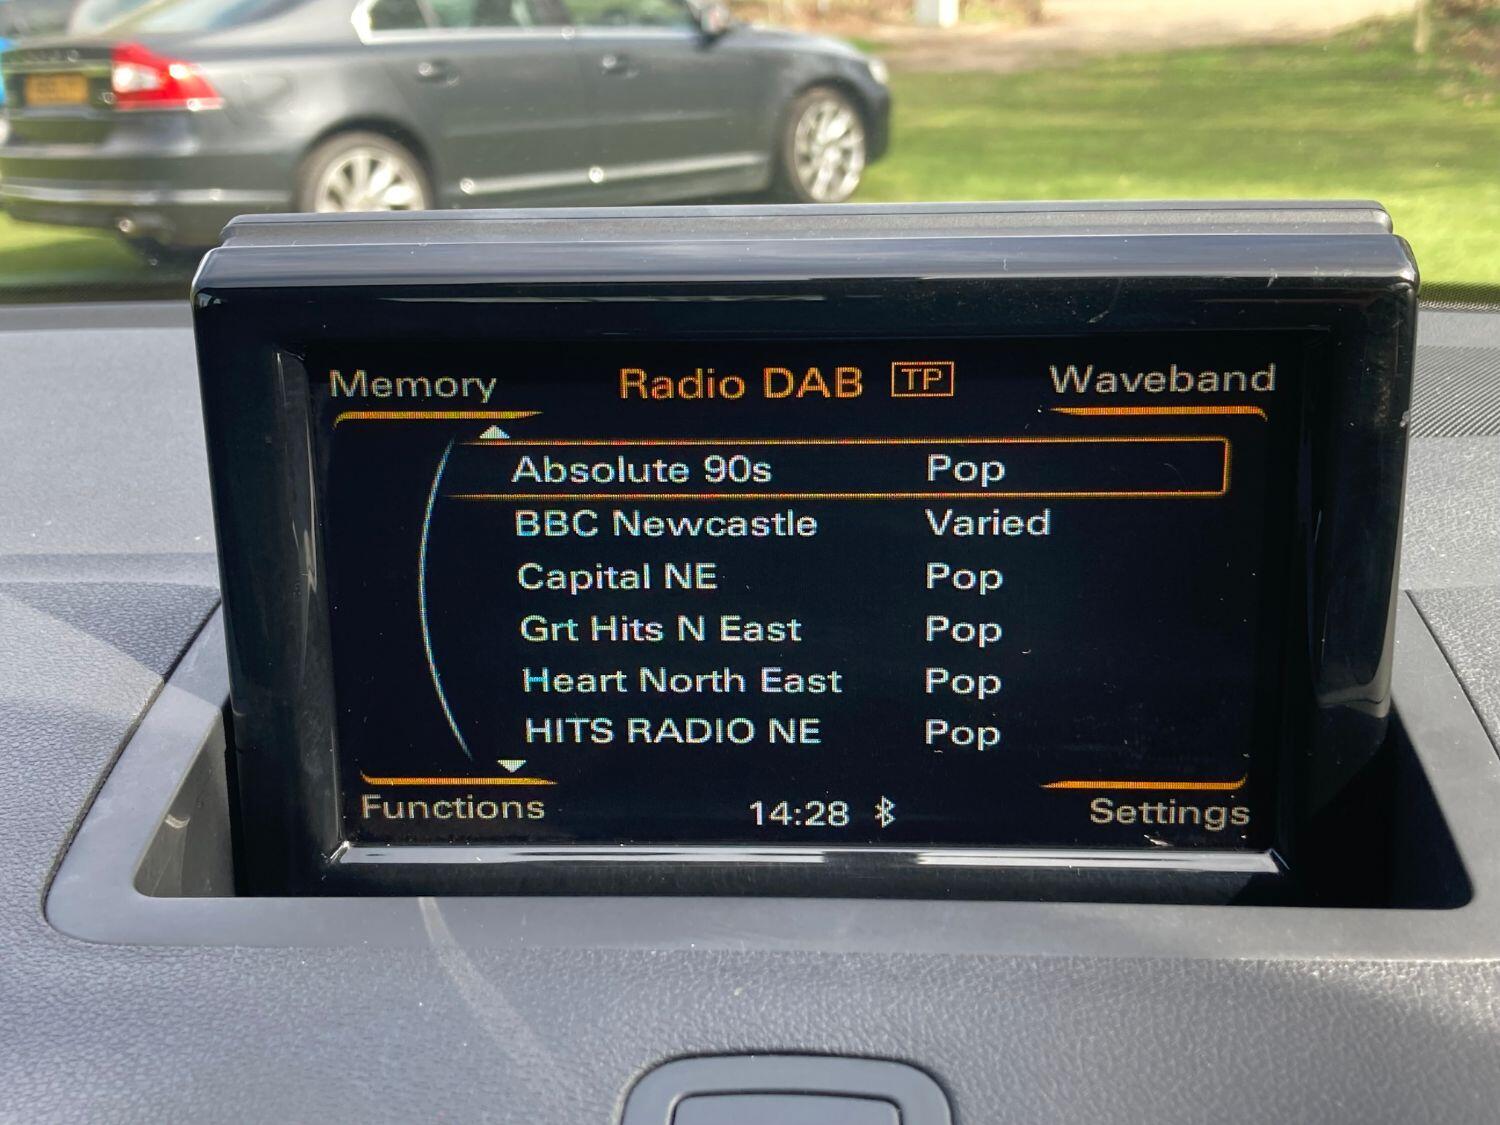 Memory Radio DAB TP Waveband
Absolute 90s Pop
BBC Newcastle Varied
Capital NE Pop
Grt Hits N East Pop
Heart North East Pop
HITS RADIO NE Pop
Functions 14:28 Settings